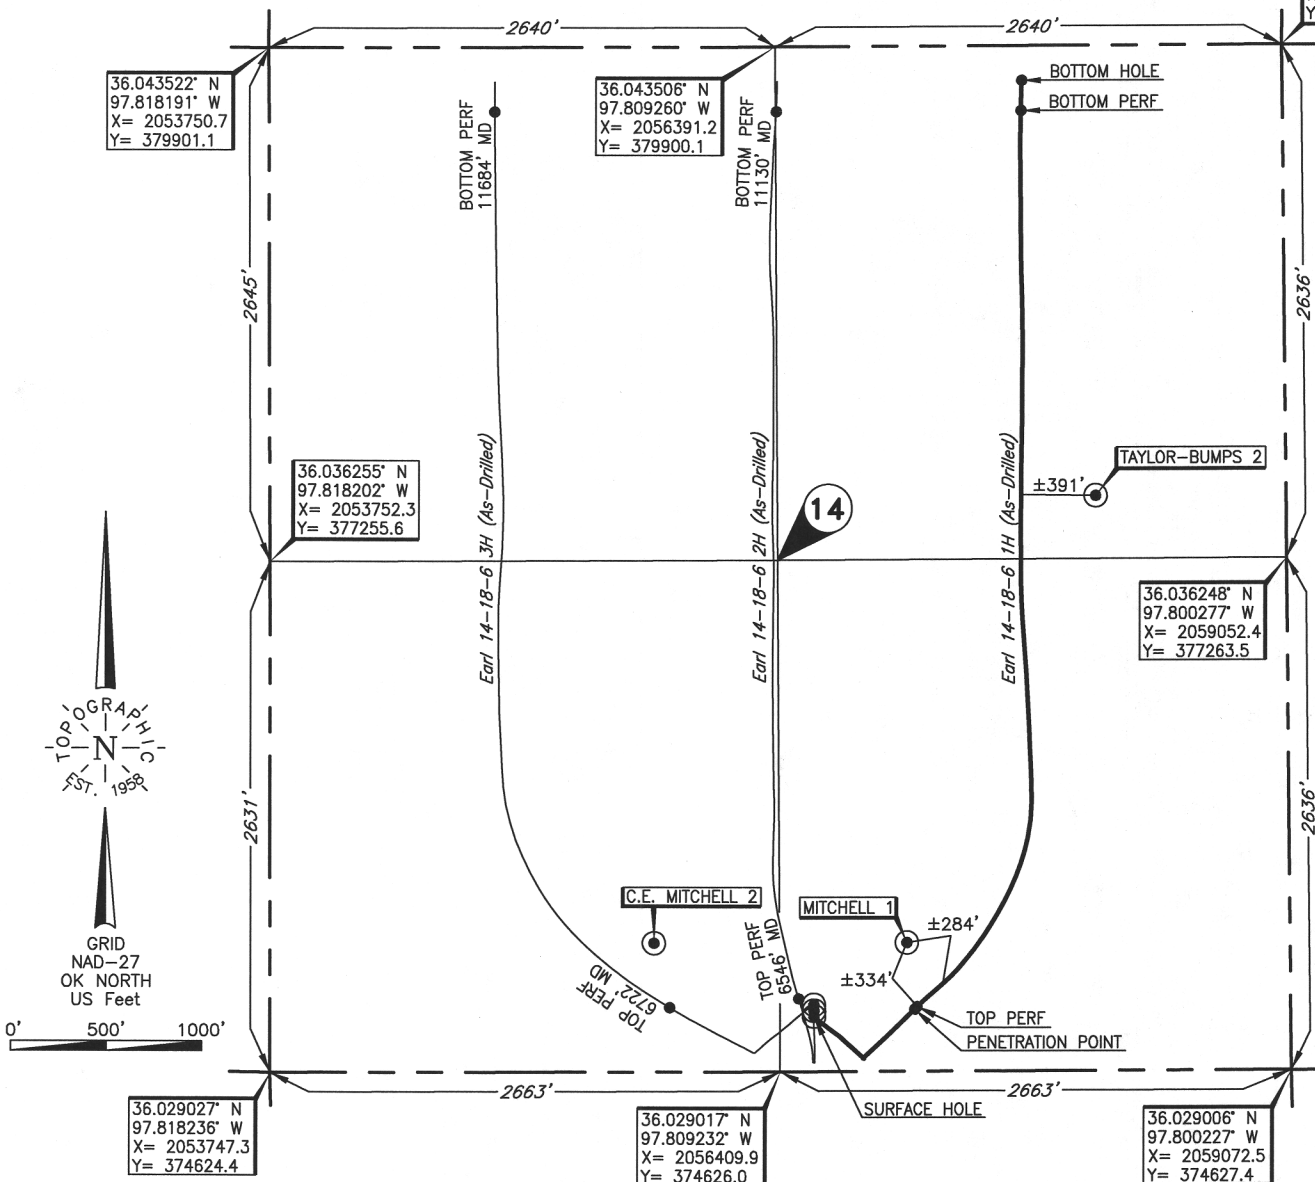 2640'
2640'
Y
36.043522° N
97.818191° W
X= 2053750.7
Y= 379901.1
36.043506° N
97.809260° W
X= 2056391.2
Y= 379900.1
BOTTOM HOLE
BOTTOM PERF
BOTTOM PERF
11684' MD
BOTTOM PERF
11130' MD
2645'
2636'
36.036255° N
97.818202° W
X= 2053752.3
Y= 377255.6
Earl 14-18-6 3H (As-Drilled)
Earl 14-18-6 2H (As-Drilled)
14
Earl 14-18-6 1H (As-Drilled)
TAYLOR-BUMPS 2
±391'
36.036248° N
97.800277° W
X= 2059052.4
Y= 377263.5
TOPOGRAPHIC
N
EST. 1958
2631'
2636'
C.E. MITCHELL 2
MITCHELL 1
±284'
±334'
TOP PERF
6722' MD
TOP PERF
6546' MD
TOP PERF
PENETRATION POINT
SURFACE HOLE
GRID
NAD-27
OK NORTH
US Feet
0' 500' 1000'
2663'
2663'
36.029027° N
97.818236° W
X= 2053747.3
Y= 374624.4
36.029017° N
97.809232° W
X= 2056409.9
Y= 374626.0
36.029006° N
97.800227° W
X= 2059072.5
Y= 374627.4